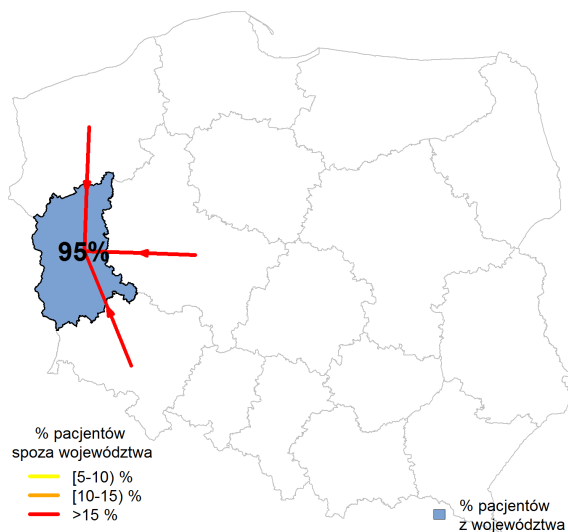 95%
% pacjentów
spoza województwa
[5-10) %
[10-15) %
>15 %
% pacjentów
z województwa